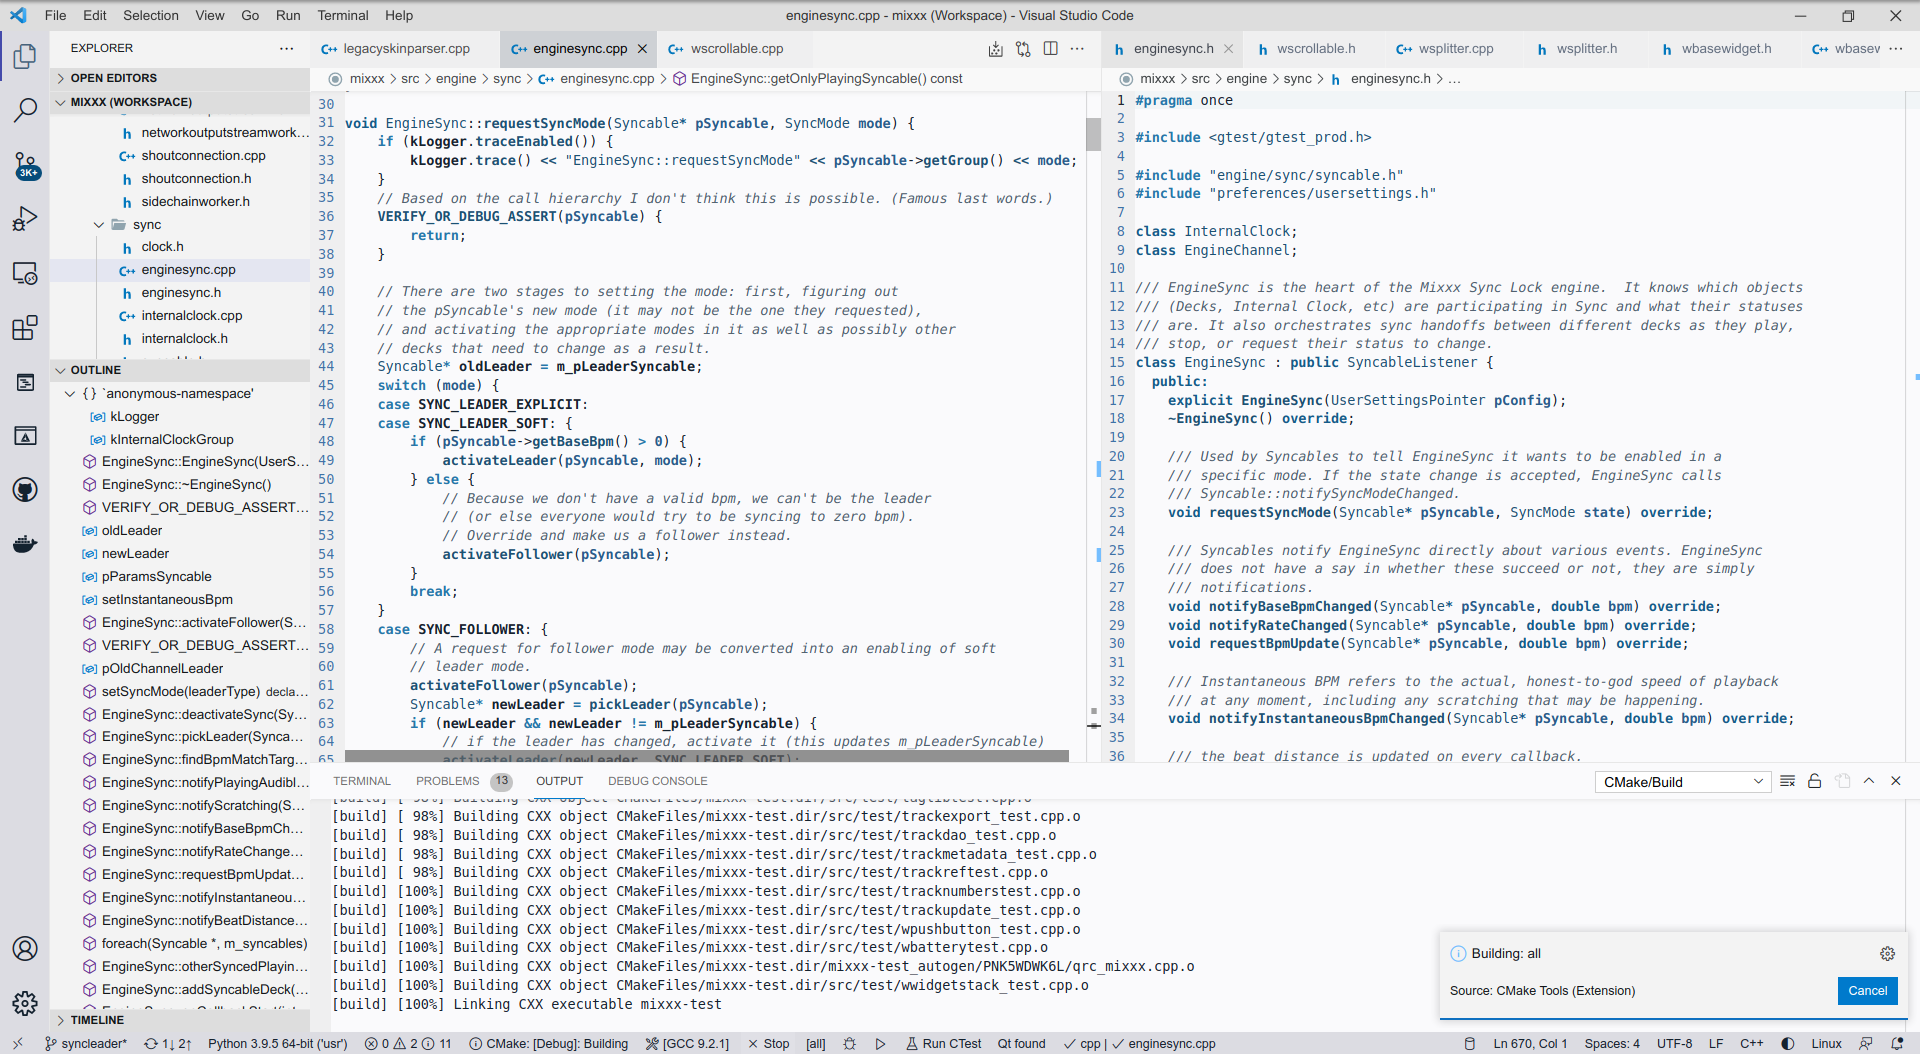 File Edit Selection View Go Run Terminal Help
enginesync.cpp - mixxx (Workspace) - Visual Studio Code
EXPLORER
OPEN EDITORS
MIXXX (WORKSPACE)
networkoutputstreamwork...
shoutconnection.cpp
shoutconnection.h
sidechainworker.h
sync
clock.h
enginesync.cpp
enginesync.h
internalclock.cpp
internalclock.h
OUTLINE
{} `anonymous-namespace'
kLogger
kInternalClockGroup
EngineSync::EngineSync(UserS...
EngineSync::~EngineSync()
VERIFY_OR_DEBUG_ASSERT...
oldLeader
newLeader
pParamsSyncable
setInstantaneousBpm
EngineSync::activateFollower(S...
VERIFY_OR_DEBUG_ASSERT...
pOldChannelLeader
setSyncMode(leaderType) decla...
EngineSync::deactivateSync(Sy...
EngineSync::pickLeader(Synca...
EngineSync::findBpmMatchTarg...
EngineSync::notifyPlayingAudibl...
EngineSync::notifyScratching(S...
EngineSync::notifyBaseBpmCh...
EngineSync::notifyRateChange...
EngineSync::requestBpmUpdat...
EngineSync::notifyInstantaneou...
EngineSync::notifyBeatDistance...
foreach(Syncable *, m_syncables)
EngineSync::otherSyncedPlayin...
EngineSync::addSyncableDeck(...
TIMELINE
3K+
legacyskinparser.cpp enginesync.cpp wscrollable.cpp
mixxx > src > engine > sync > enginesync.cpp > EngineSync::getOnlyPlayingSyncable() const
30
31 void EngineSync::requestSyncMode(Syncable* pSyncable, SyncMode mode) {
32 if (kLogger.traceEnabled()) {
33 kLogger.trace() << "EngineSync::requestSyncMode" << pSyncable->getGroup() << mode;
34 }
35 // Based on the call hierarchy I don't think this is possible. (Famous last words.)
36 VERIFY_OR_DEBUG_ASSERT(pSyncable) {
37 return;
38 }
39
40 // There are two stages to setting the mode: first, figuring out
41 // the pSyncable's new mode (it may not be the one they requested),
42 // and activating the appropriate modes in it as well as possibly other
43 // decks that need to change as a result.
44 Syncable* oldLeader = m_pLeaderSyncable;
45 switch (mode) {
46 case SYNC_LEADER_EXPLICIT:
47 case SYNC_LEADER_SOFT: {
48 if (pSyncable->getBaseBpm() > 0) {
49 activateLeader(pSyncable, mode);
50 } else {
51 // Because we don't have a valid bpm, we can't be the leader
52 // (or else everyone would try to be syncing to zero bpm).
53 // Override and make us a follower instead.
54 activateFollower(pSyncable);
55 }
56 break;
57 }
58 case SYNC_FOLLOWER: {
59 // A request for follower mode may be converted into an enabling of soft
60 // leader mode.
61 activateFollower(pSyncable);
62 Syncable* newLeader = pickLeader(pSyncable);
63 if (newLeader && newLeader != m_pLeaderSyncable) {
64 // if the leader has changed, activate it (this updates m_pLeaderSyncable)
65 activateLeader(newLeader, SYNC_LEADER_SOFT);
enginesync.h wscrollable.h wsplitter.cpp wsplitter.h wbasewidget.h wbasew
mixxx > src > engine > sync > enginesync.h > ...
1 #pragma once
2
3 #include <gtest/gtest_prod.h>
4
5 #include "engine/sync/syncable.h"
6 #include "preferences/usersettings.h"
7
8 class InternalClock;
9 class EngineChannel;
10
11 /// EngineSync is the heart of the Mixxx Sync Lock engine.  It knows which objects
12 /// (Decks, Internal Clock, etc) are participating in Sync and what their statuses
13 /// are. It also orchestrates sync handoffs between different decks as they play,
14 /// stop, or request their status to change.
15 class EngineSync : public SyncableListener {
16 public:
17 explicit EngineSync(UserSettingsPointer pConfig);
18 ~EngineSync() override;
19
20 /// Used by Syncables to tell EngineSync it wants to be enabled in a
21 /// specific mode. If the state change is accepted, EngineSync calls
22 /// Syncable::notifySyncModeChanged.
23 void requestSyncMode(Syncable* pSyncable, SyncMode state) override;
24
25 /// Syncables notify EngineSync directly about various events. EngineSync
26 /// does not have a say in whether these succeed or not, they are simply
27 /// notifications.
28 void notifyBaseBpmChanged(Syncable* pSyncable, double bpm) override;
29 void notifyRateChanged(Syncable* pSyncable, double bpm) override;
30 void requestBpmUpdate(Syncable* pSyncable, double bpm) override;
31
32 /// Instantaneous BPM refers to the actual, honest-to-god speed of playback
33 /// at any moment, including any scratching that may be happening.
34 void notifyInstantaneousBpmChanged(Syncable* pSyncable, double bpm) override;
35
36 /// the beat distance is updated on every callback.
TERMINAL PROBLEMS 13 OUTPUT DEBUG CONSOLE
CMake/Build
[build] [ 98%] Building CXX object CMakeFiles/mixxx-test.dir/src/test/taglibtest.cpp.o
[build] [ 98%] Building CXX object CMakeFiles/mixxx-test.dir/src/test/trackexport_test.cpp.o
[build] [ 98%] Building CXX object CMakeFiles/mixxx-test.dir/src/test/trackdao_test.cpp.o
[build] [ 98%] Building CXX object CMakeFiles/mixxx-test.dir/src/test/trackmetadata_test.cpp.o
[build] [ 98%] Building CXX object CMakeFiles/mixxx-test.dir/src/test/trackreftest.cpp.o
[build] [100%] Building CXX object CMakeFiles/mixxx-test.dir/src/test/tracknumberstest.cpp.o
[build] [100%] Building CXX object CMakeFiles/mixxx-test.dir/src/test/trackupdate_test.cpp.o
[build] [100%] Building CXX object CMakeFiles/mixxx-test.dir/src/test/wpushbutton_test.cpp.o
[build] [100%] Building CXX object CMakeFiles/mixxx-test.dir/src/test/wbatterytest.cpp.o
[build] [100%] Building CXX object CMakeFiles/mixxx-test.dir/mixxx-test_autogen/PNK5WDWK6L/qrc_mixxx.cpp.o
[build] [100%] Building CXX object CMakeFiles/mixxx-test.dir/src/test/wwidgetstack_test.cpp.o
[build] [100%] Linking CXX executable mixxx-test
Building: all
Source: CMake Tools (Extension)
Cancel
syncleader* 1↓ 2↑ Python 3.9.5 64-bit ('usr') 0 2 11 CMake: [Debug]: Building [GCC 9.2.1] Stop [all] Run CTest Qt found cpp | enginesync.cpp Ln 670, Col 1 Spaces: 4 UTF-8 LF C++ Linux